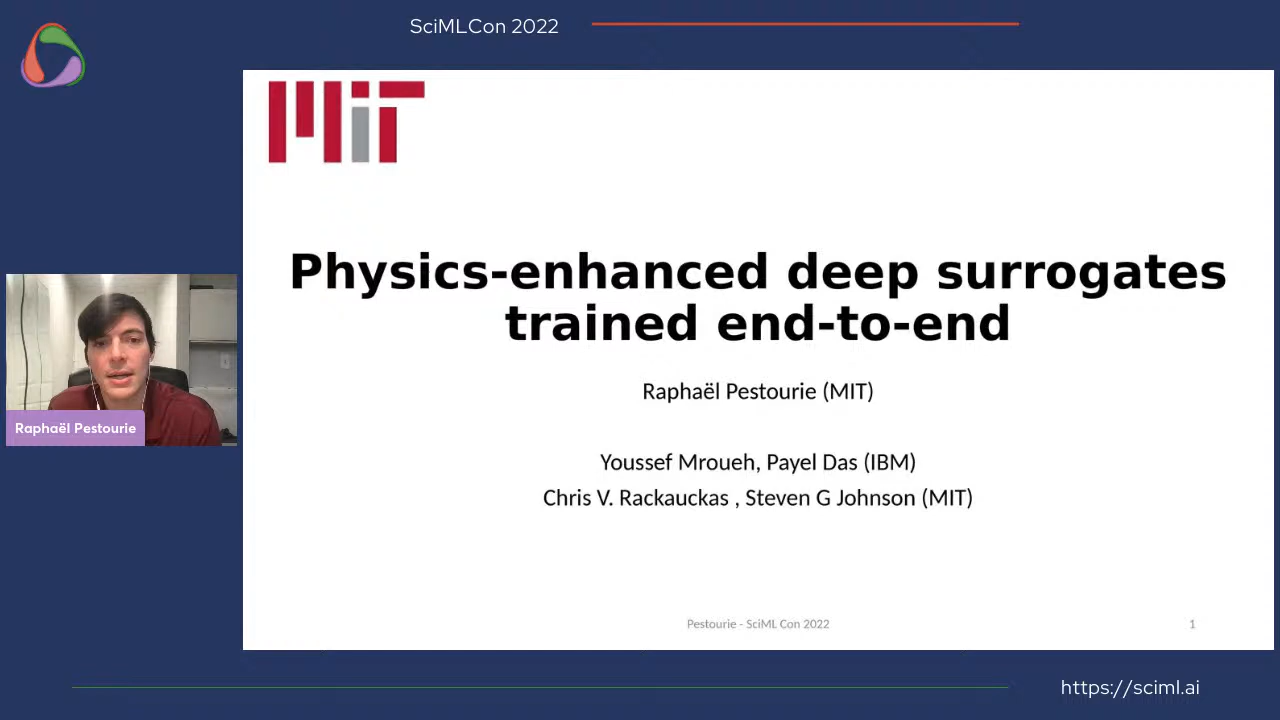 SciMLCon 2022
MIT
Physics-enhanced deep surrogates
trained end-to-end
Raphaël Pestourie (MIT)
Youssef Mroueh, Payel Das (IBM)
Chris V. Rackauckas , Steven G Johnson (MIT)
Raphaël Pestourie
Pestourie - SciML Con 2022
1
https://sciml.ai